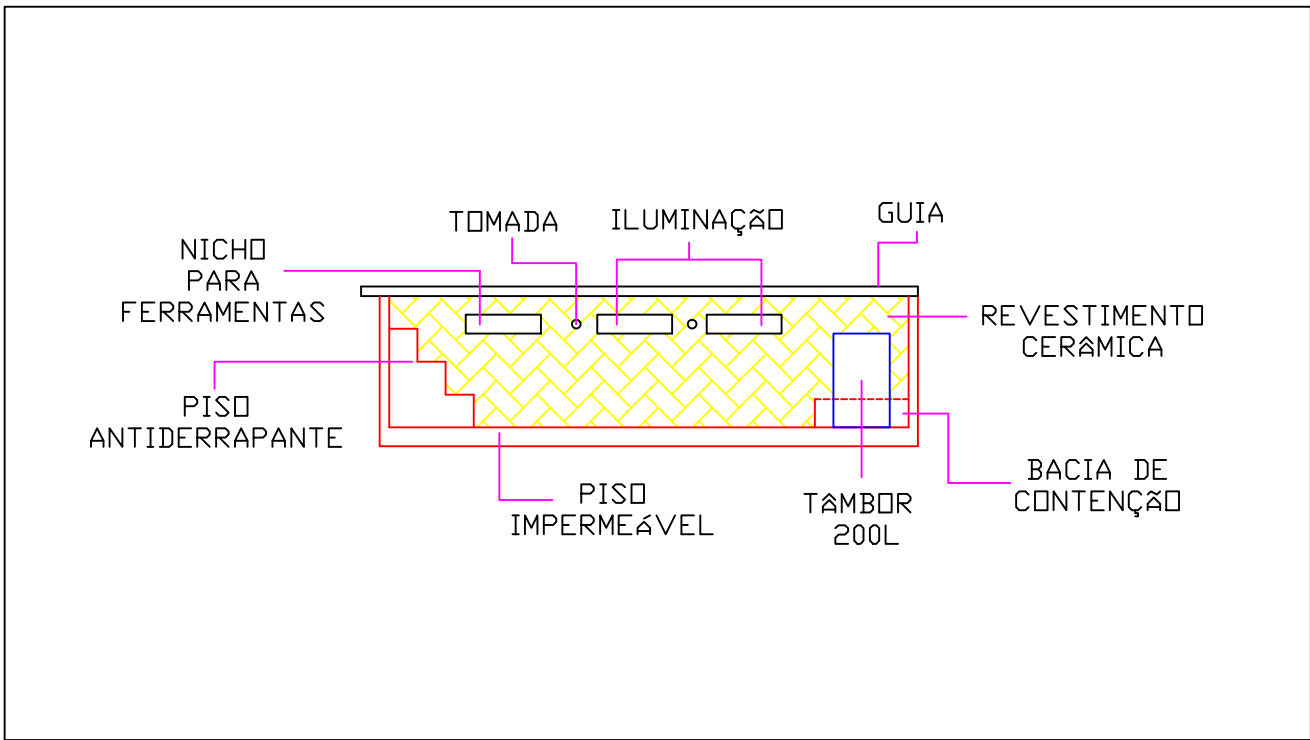 TOMADA
ILUMINAÇÃO
GUIA
NICHO
PARA
FERRAMENTAS
REVESTIMENTO
CERÂMICA
PISO
ANTIDERRAPANTE
PISO
IMPERMEÁVEL
TÂMBOR
200L
BACIA DE
CONTENÇÃO